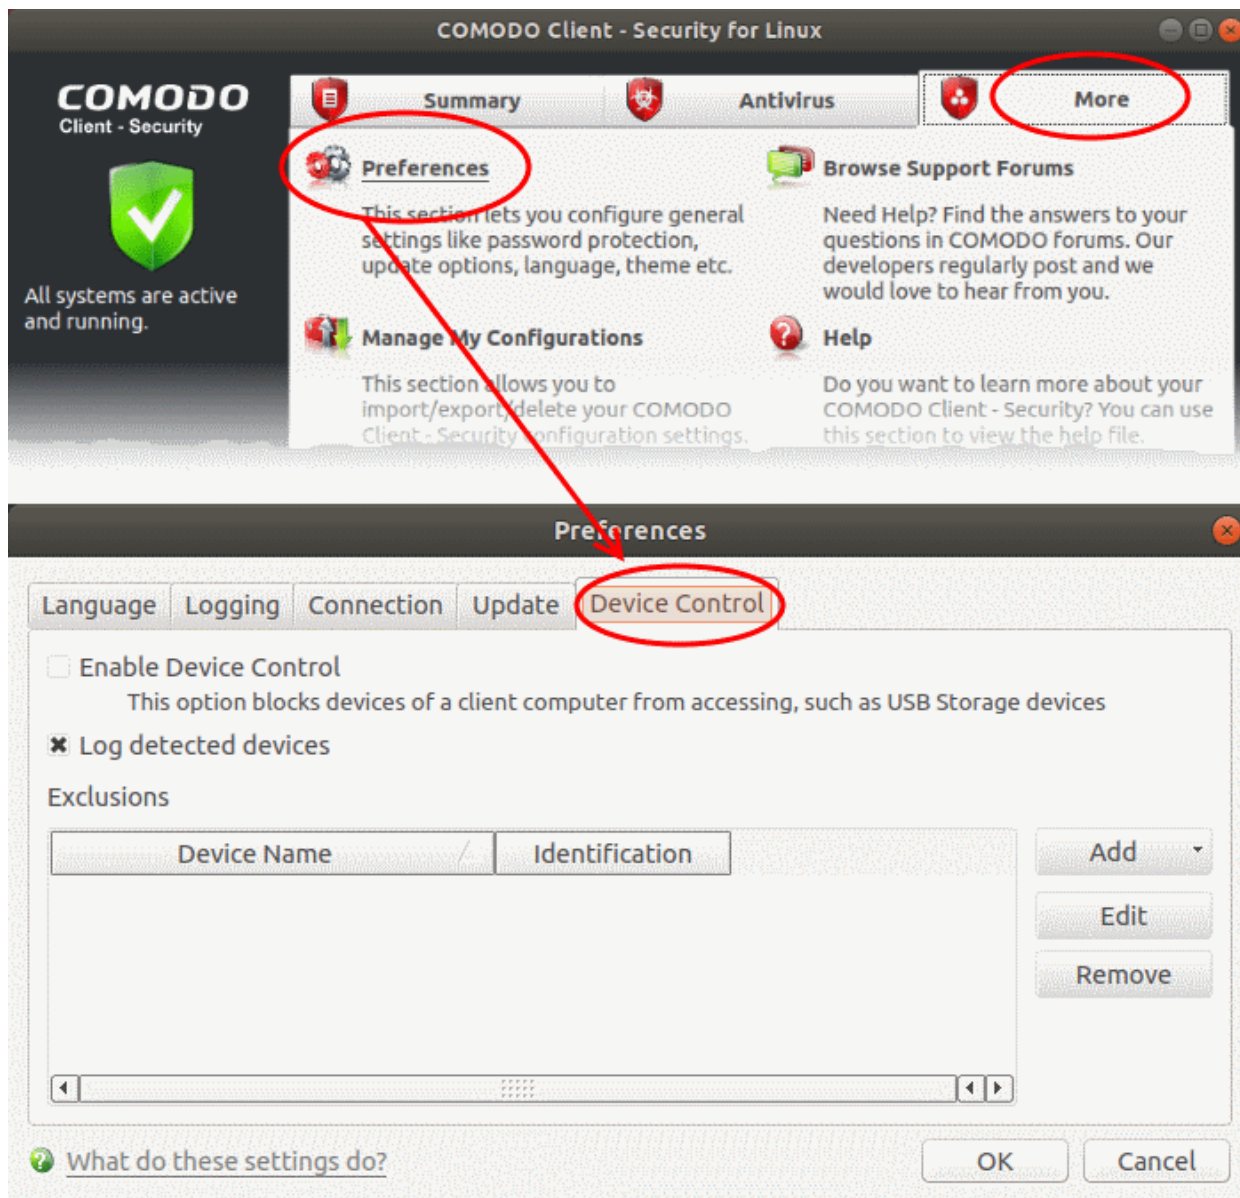 COMODO Client - Security for Linux
COMODO
Client - Security
Summary
Antivirus
More
Preferences
This section lets you configure general
settings like password protection,
update options, language, theme etc.
Browse Support Forums
Need Help? Find the answers to your
questions in COMODO forums. Our
developers regularly post and we
would love to hear from you.
All systems are active
and running.
Manage My Configurations
This section allows you to
import/export/delete your COMODO
Client - Security configuration settings.
Help
Do you want to learn more about your
COMODO Client - Security? You can use
this section to view the help file.
Preferences
Language
Logging
Connection
Update
Device Control
Enable Device Control
This option blocks devices of a client computer from accessing, such as USB Storage devices
Log detected devices
Exclusions
Device Name
Identification
Add
Edit
Remove
What do these settings do?
OK
Cancel